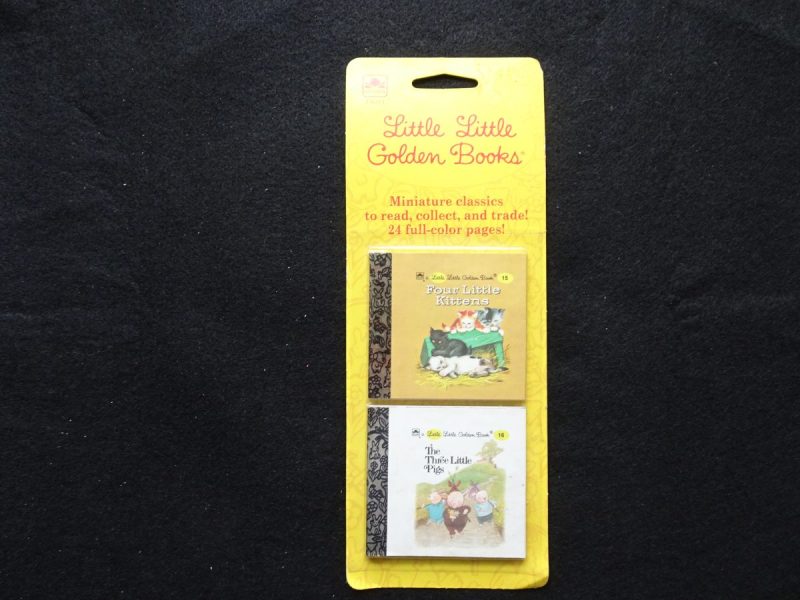 Little Little
Golden Books®
Miniature classics
to read, collect, and trade!
24 full-color pages!
a Little Little Golden Book® 15
Four Little
Kittens
a Little Little Golden Book® 16
The
Three Little
Pigs